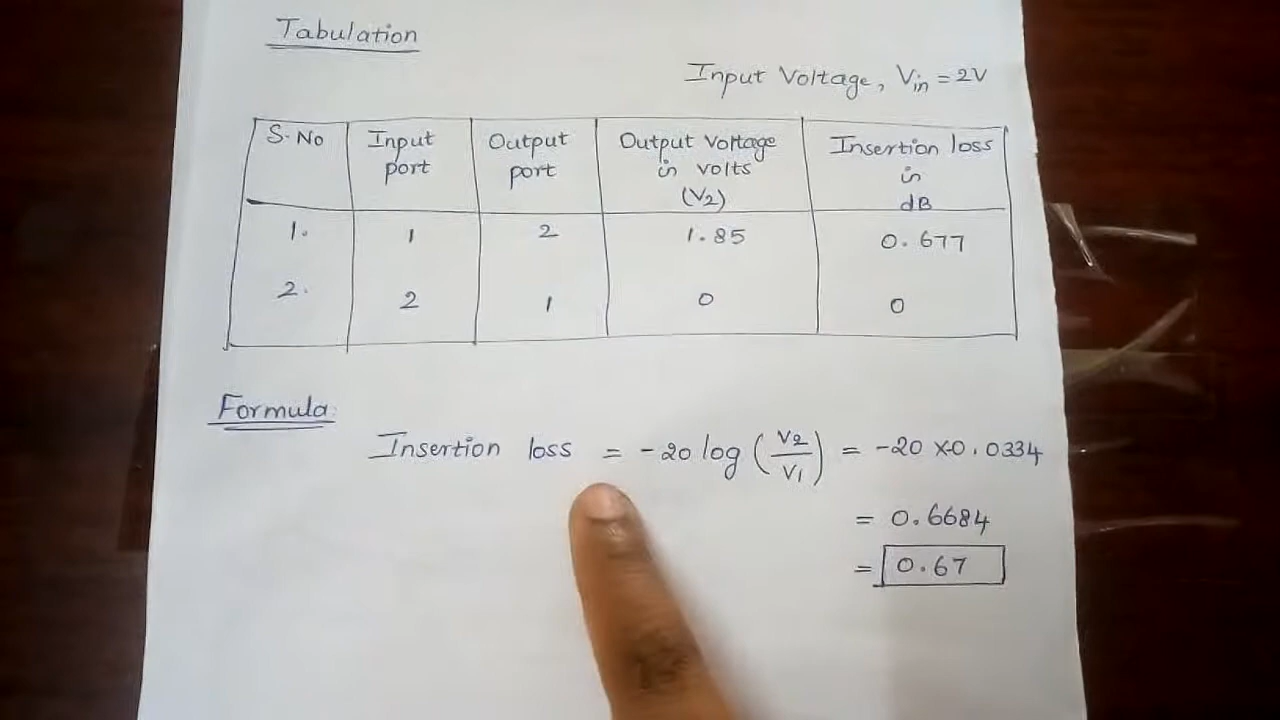 Tabulation
Input Voltage, Vin = 2V
S.No Input port Output port Output Voltage in volts (V2) Insertion loss in dB
1. 1 2 1.85 0.677
2. 2 1 0 0
Formula:
Insertion loss = -20 log (V2/V1) = -20 x-0.0334
= 0.6684
= 0.67